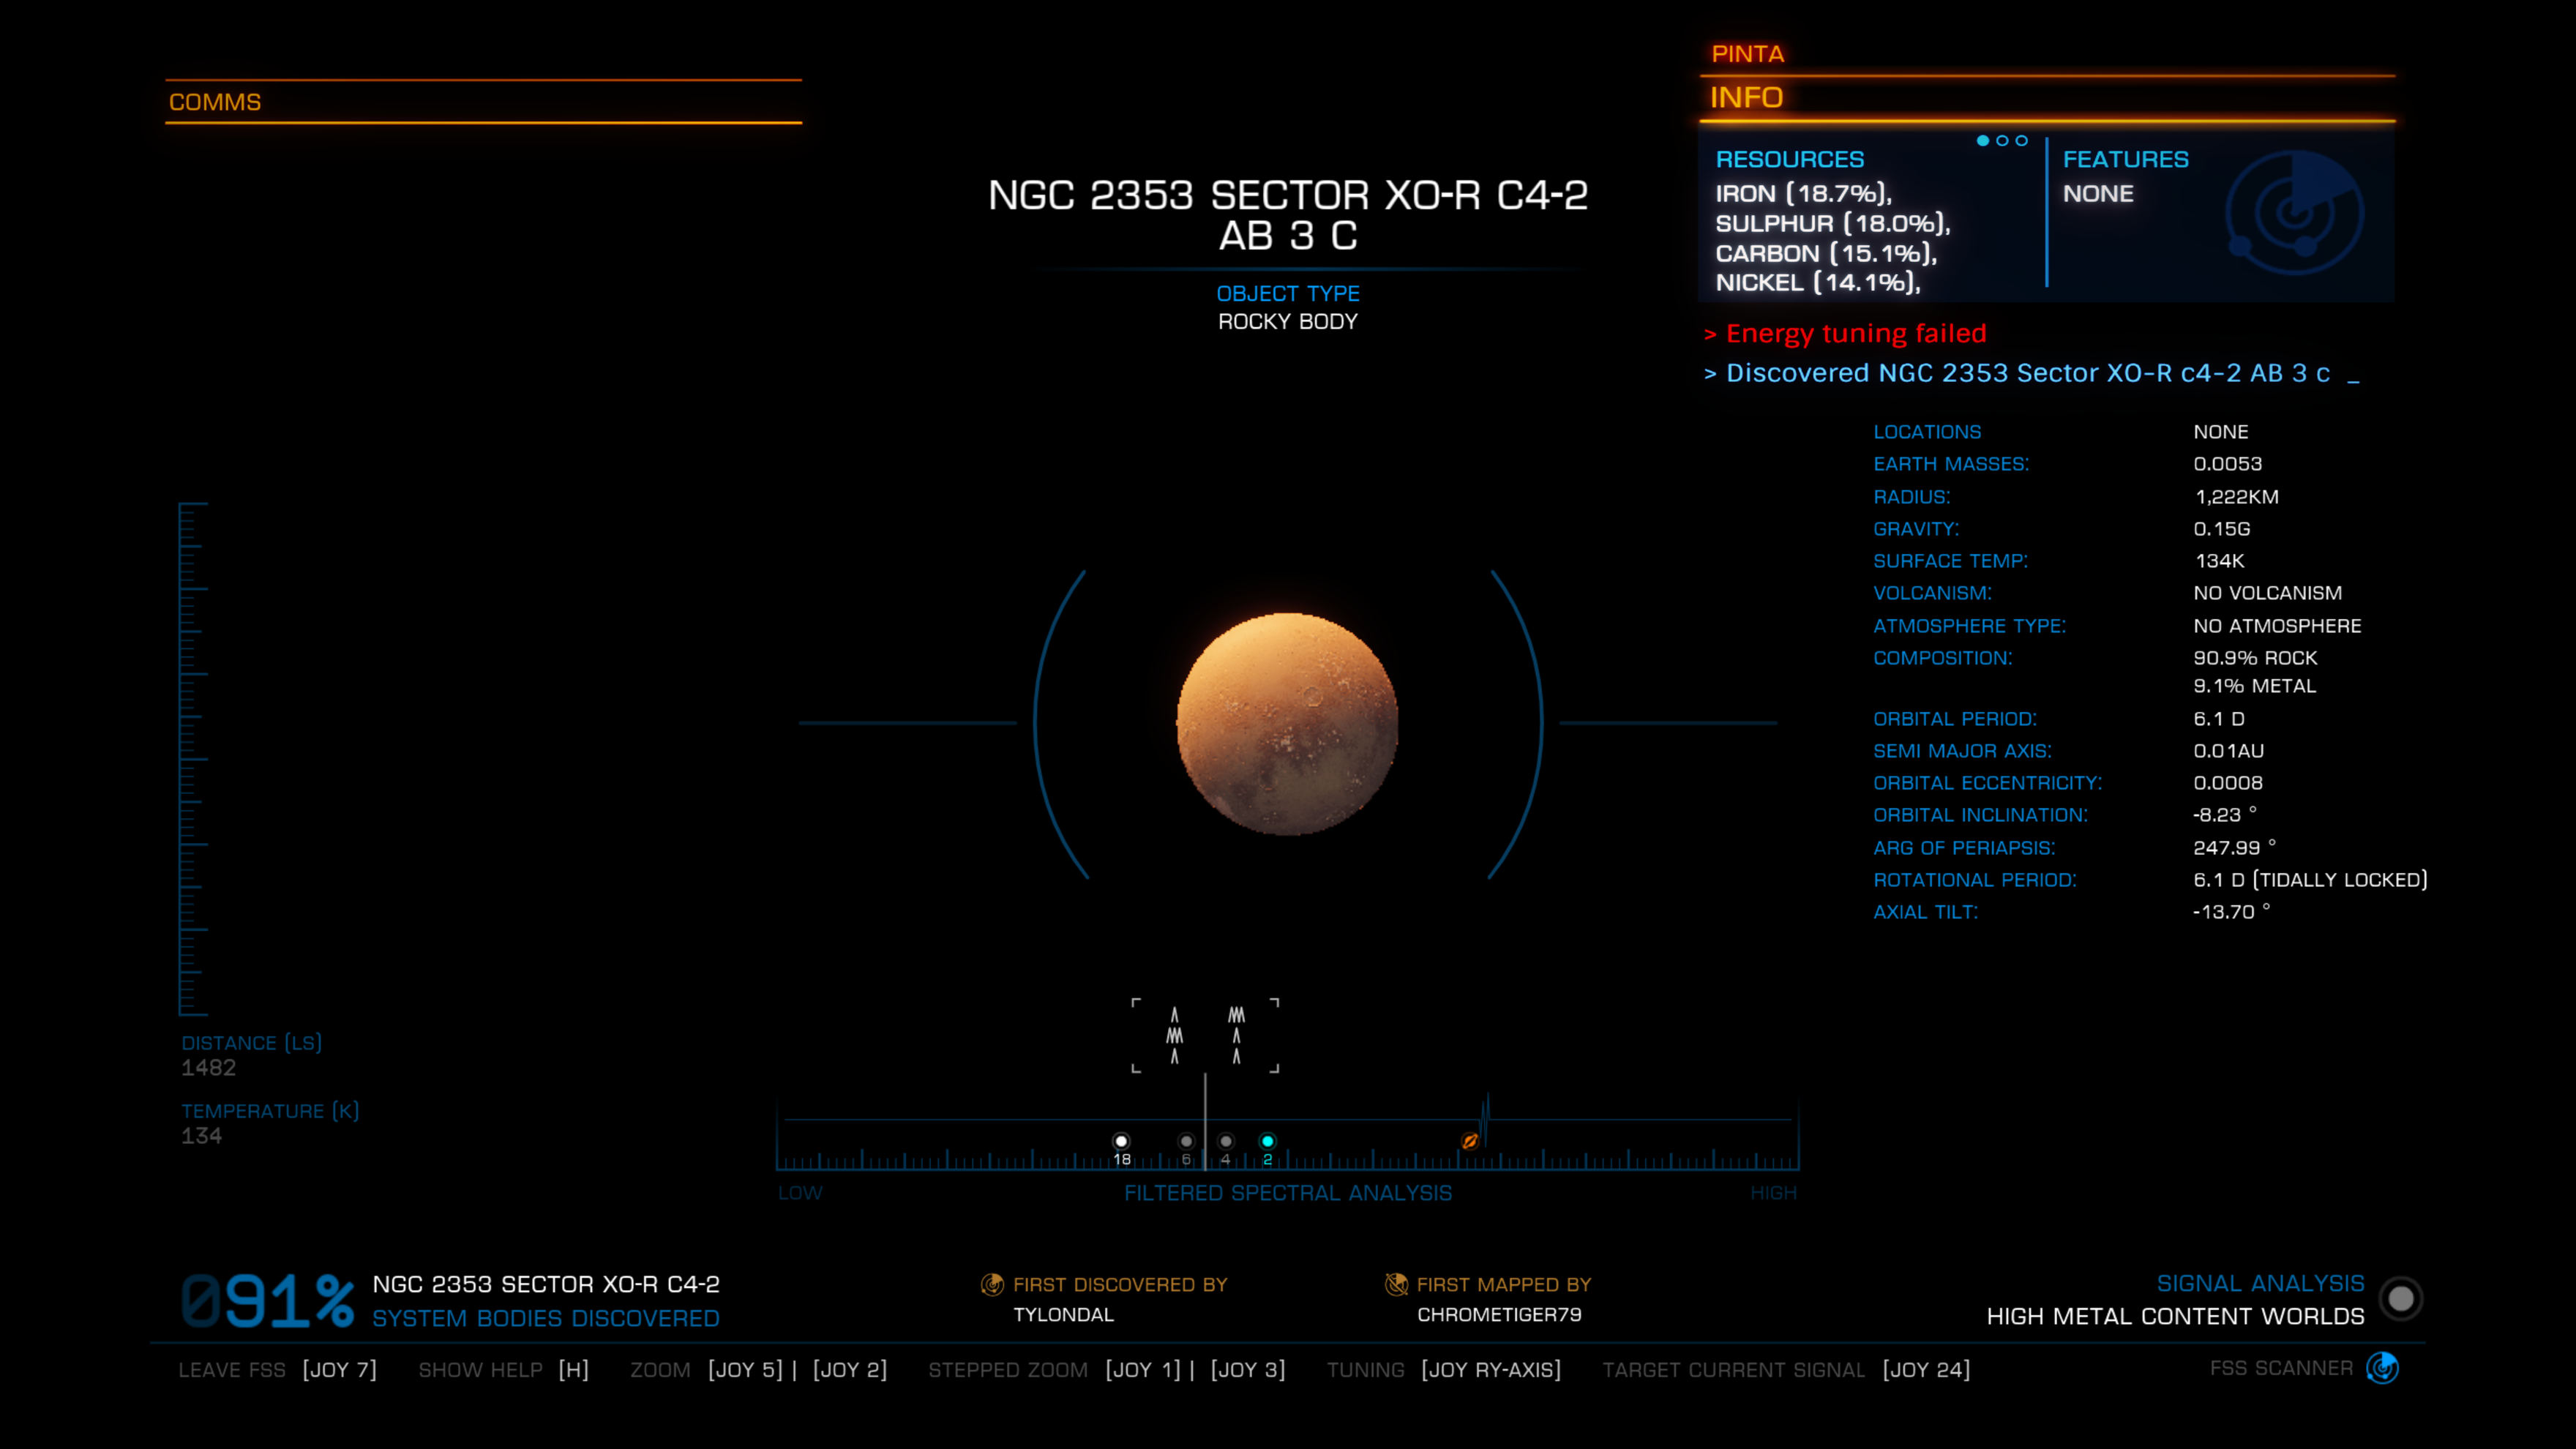 COMMS
PINTA
INFO
RESOURCES
IRON (18.7%),
SULPHUR (18.0%),
CARBON (15.1%),
NICKEL (14.1%),
FEATURES
NONE
> Energy tuning failed
> Discovered NGC 2353 Sector XO-R c4-2 AB 3 c _
NGC 2353 SECTOR XO-R C4-2
AB 3 C
OBJECT TYPE
ROCKY BODY
LOCATIONS NONE
EARTH MASSES: 0.0053
RADIUS: 1,222KM
GRAVITY: 0.15G
SURFACE TEMP: 134K
VOLCANISM: NO VOLCANISM
ATMOSPHERE TYPE: NO ATMOSPHERE
COMPOSITION: 90.9% ROCK
9.1% METAL
ORBITAL PERIOD: 6.1 D
SEMI MAJOR AXIS: 0.01AU
ORBITAL ECCENTRICITY: 0.0008
ORBITAL INCLINATION: -8.23 °
ARG OF PERIAPSIS: 247.99 °
ROTATIONAL PERIOD: 6.1 D (TIDALLY LOCKED)
AXIAL TILT: -13.70 °
DISTANCE (LS)
1482
TEMPERATURE (K)
134
18 6 4 2
LOW FILTERED SPECTRAL ANALYSIS HIGH
091% NGC 2353 SECTOR XO-R C4-2
SYSTEM BODIES DISCOVERED
FIRST DISCOVERED BY
TYLONDAL
FIRST MAPPED BY
CHROMETIGER79
SIGNAL ANALYSIS
HIGH METAL CONTENT WORLDS
LEAVE FSS [JOY 7] SHOW HELP [H] ZOOM [JOY 5] | [JOY 2] STEPPED ZOOM [JOY 1] | [JOY 3] TUNING [JOY RY-AXIS] TARGET CURRENT SIGNAL [JOY 24] FSS SCANNER